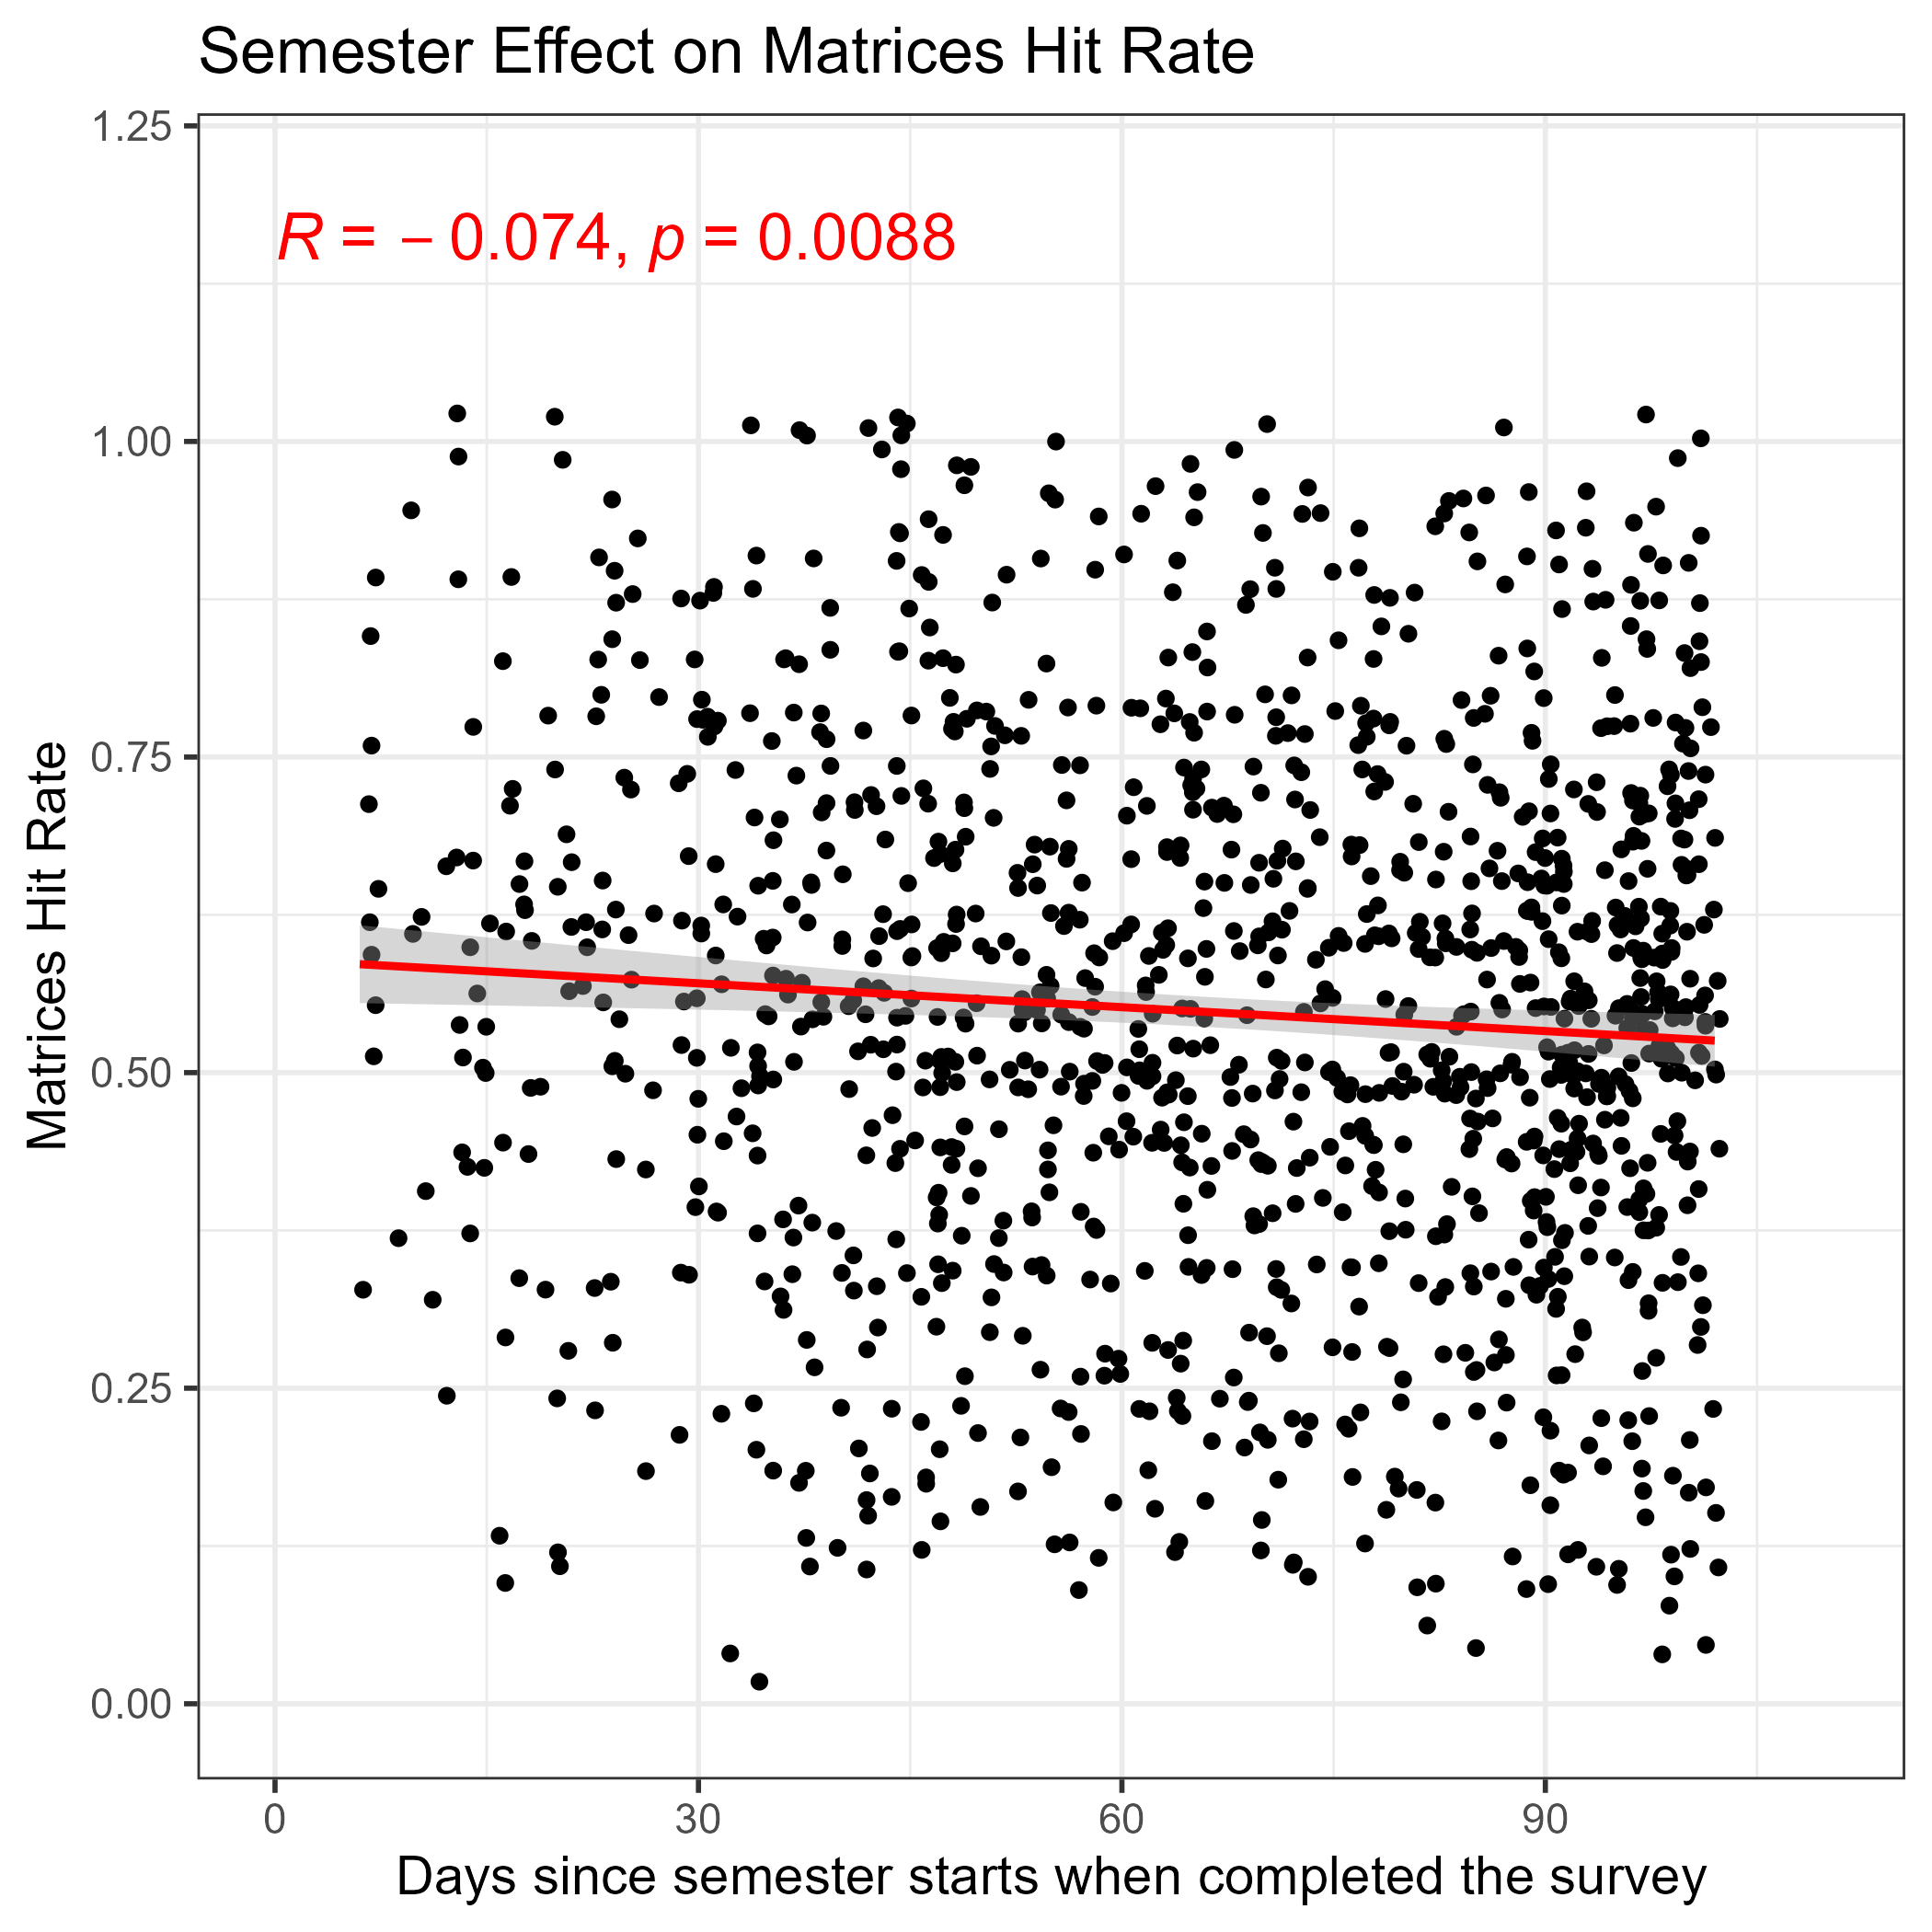 Semester Effect on Matrices Hit Rate
1.25
R = − 0.074, p = 0.0088
1.00
0.75
Matrices Hit Rate
0.50
0.25
0.00
0 30 60 90
Days since semester starts when completed the survey